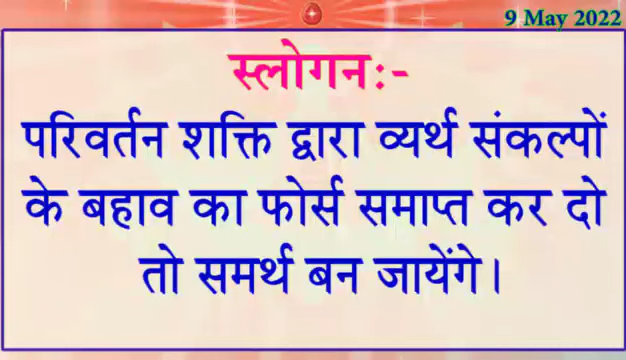 9 May 2022
स्लोगनः-
परिवर्तन शक्ति द्वारा व्यर्थ संकल्पों
के बहाव का फोर्स समाप्त कर दो
तो समर्थ बन जायेंगे।